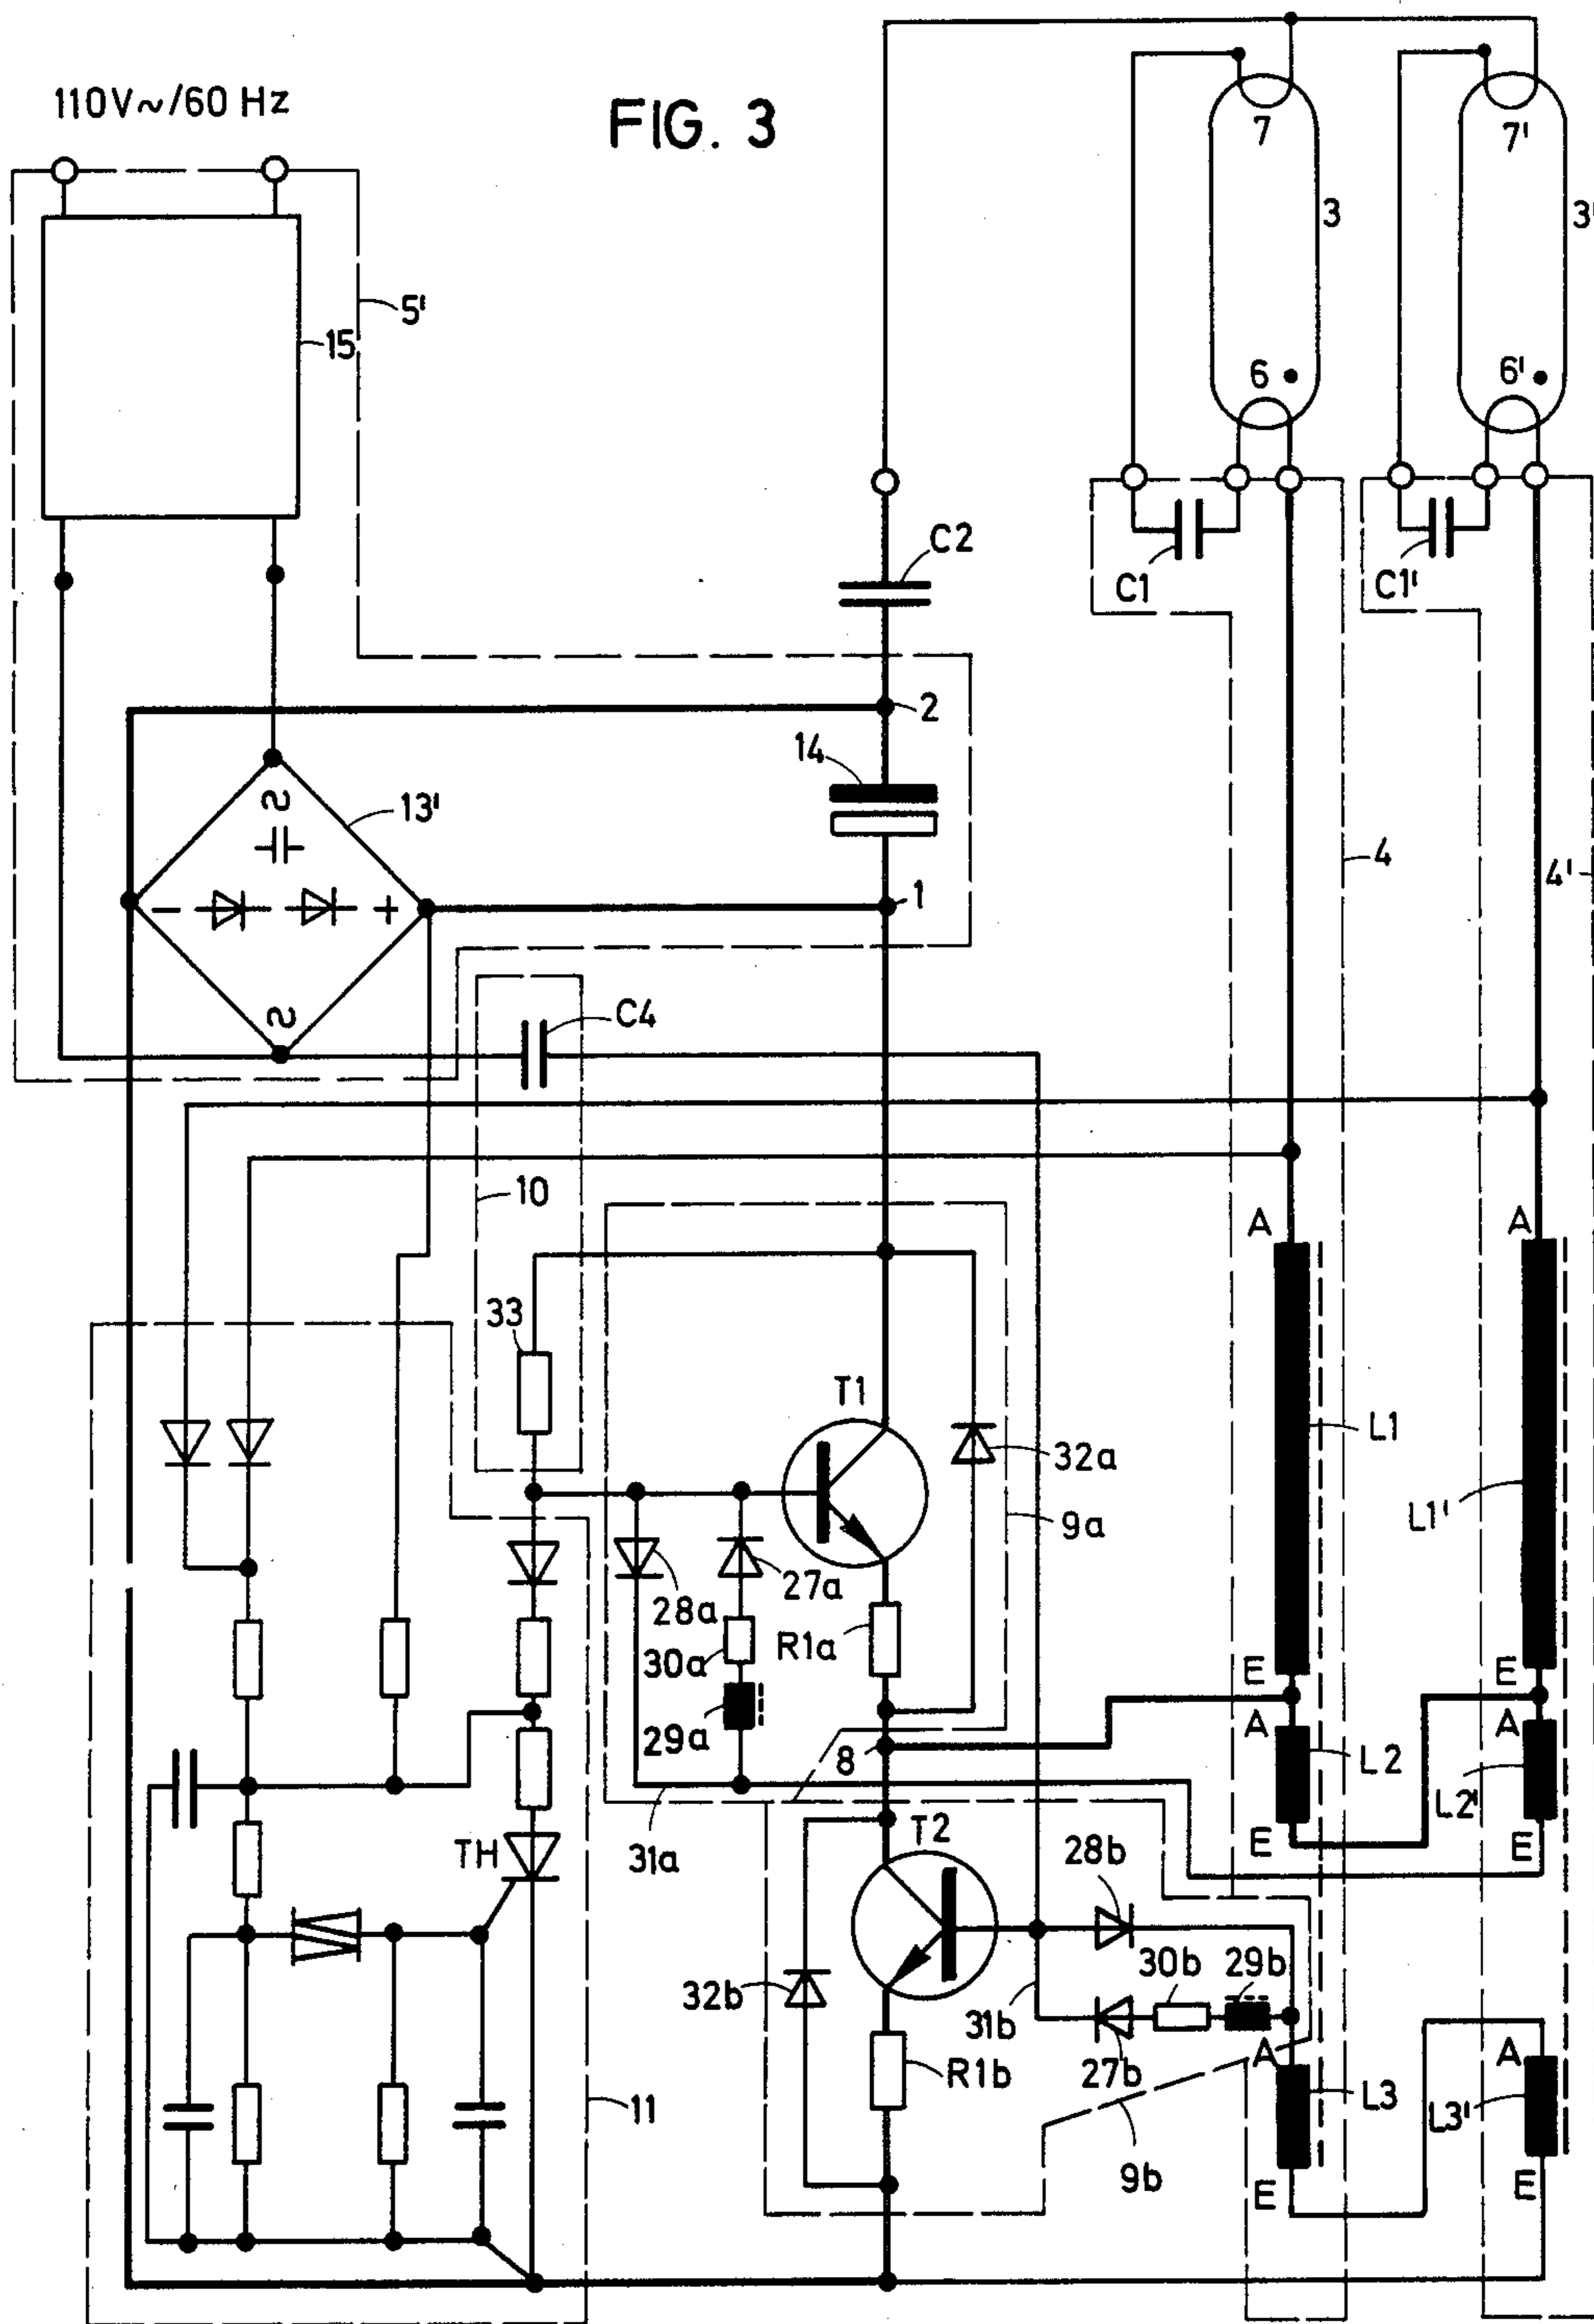 110V~/60 Hz
FIG. 3
7
7'
3
3'
5'
15
6
6'
C2
C1
C1'
2
14
13'
4
4'
1
- +
C4
10
A
A
33
T1
L1
32a
L1'
9a
28a
27a
30a
R1a
E
E
29a
A
A
8
L2
L2'
TH
31a
T2
28b
E
E
32b
30b
29b
31b
27b
A
A
R1b
L3
L3'
11
9b
E
E